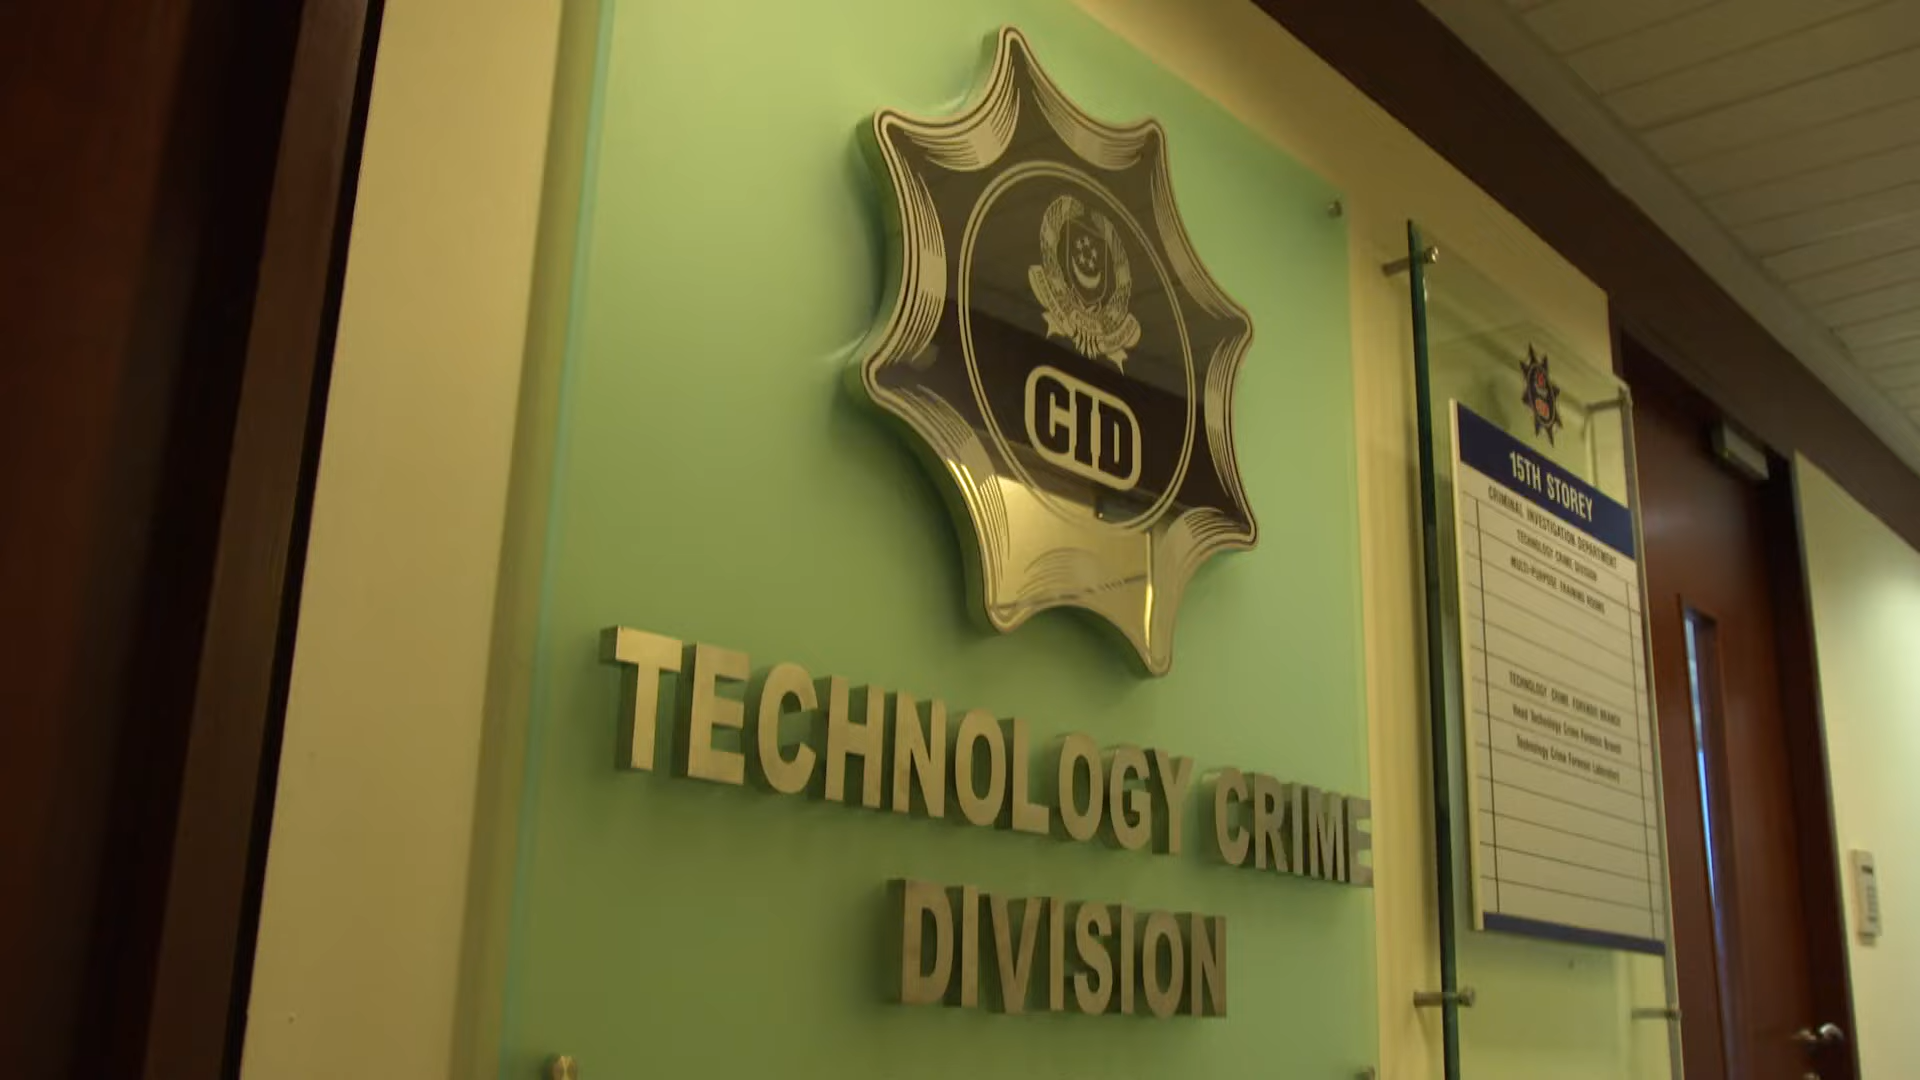 CID
TECHNOLOGY CRIME
DIVISION
15TH STOREY
CRIMINAL INVESTIGATION DEPARTMENT
TECHNOLOGY CRIME DIVISION
MULTI-PURPOSE TRAINING ROOMS
TECHNOLOGY CRIME FORENSIC BRANCH
Head Technology Crime Forensic Branch
Technology Crime Forensic Laboratory